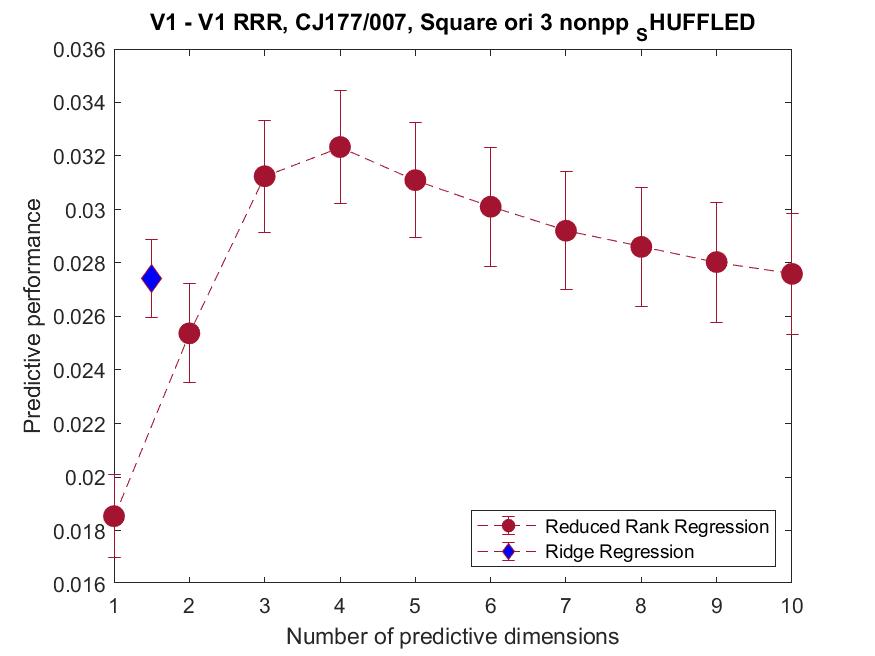 V1 - V1 RRR, CJ177/007, Square ori 3 nonpp SHUFFLED
0.036
0.034
0.032
0.03
0.028
0.026
0.024
0.022
0.02
0.018
0.016
Predictive performance
Reduced Rank Regression
Ridge Regression
1 2 3 4 5 6 7 8 9 10
Number of predictive dimensions